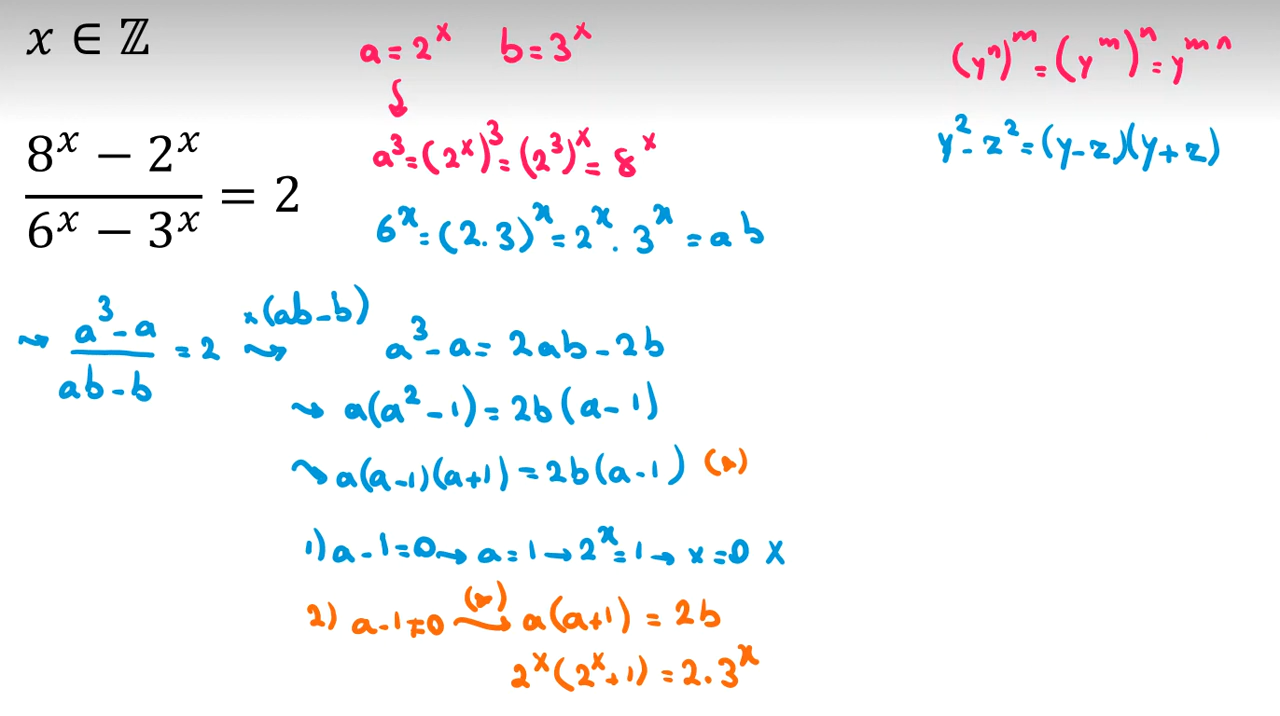 x ∈ ℤ
a = 2^x b = 3^x
(y^n)^m = (y^m)^n = y^{mn}
↓
a^3 = (2^x)^3 = (2^3)^x = 8^x
y^2 - z^2 = (y-z)(y+z)
(8^x − 2^x)/(6^x − 3^x) = 2
6^x = (2.3)^x = 2^x . 3^x = ab
⇝ (a^3 - a)/(ab - b) = 2 ×(ab-b) ⇝ a^3 - a = 2ab - 2b
⇝ a(a^2 - 1) = 2b(a - 1)
⇝ a(a-1)(a+1) = 2b(a-1) (*)
1) a - 1 = 0 → a = 1 → 2^x = 1 → x = 0 ×
2) a - 1 ≠ 0 (*) ⇝ a(a+1) = 2b
2^x(2^x + 1) = 2.3^x